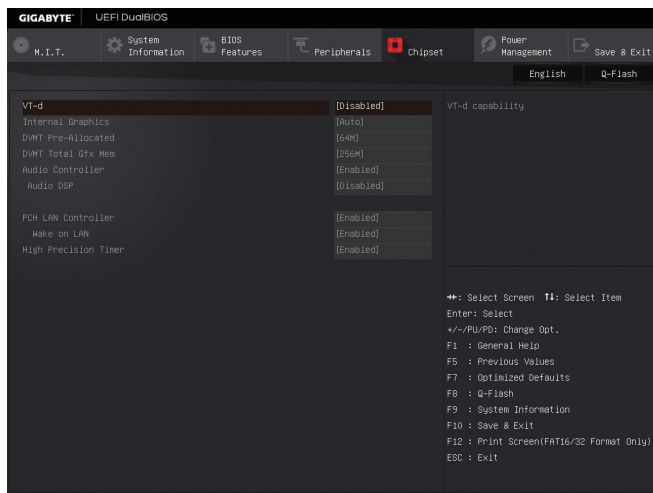 GIGABYTE™ UEFI DualBIOS
M.I.T. System Information BIOS Features Peripherals Chipset Power Management Save & Exit
English Q-Flash
VT-d [Disabled] VT-d capability
Internal Graphics [Auto]
DVMT Pre-Allocated [64M]
DVMT Total Gfx Mem [256M]
Audio Controller [Enabled]
Audio DSP [Disabled]
PCH LAN Controller [Enabled]
Wake on LAN [Enabled]
High Precision Timer [Enabled]
→←: Select Screen ↑↓: Select Item
Enter: Select
+/-/PU/PD: Change Opt.
F1 : General Help
F5 : Previous Values
F7 : Optimized Defaults
F8 : Q-Flash
F9 : System Information
F10 : Save & Exit
F12 : Print Screen(FAT16/32 Format Only)
ESC : Exit